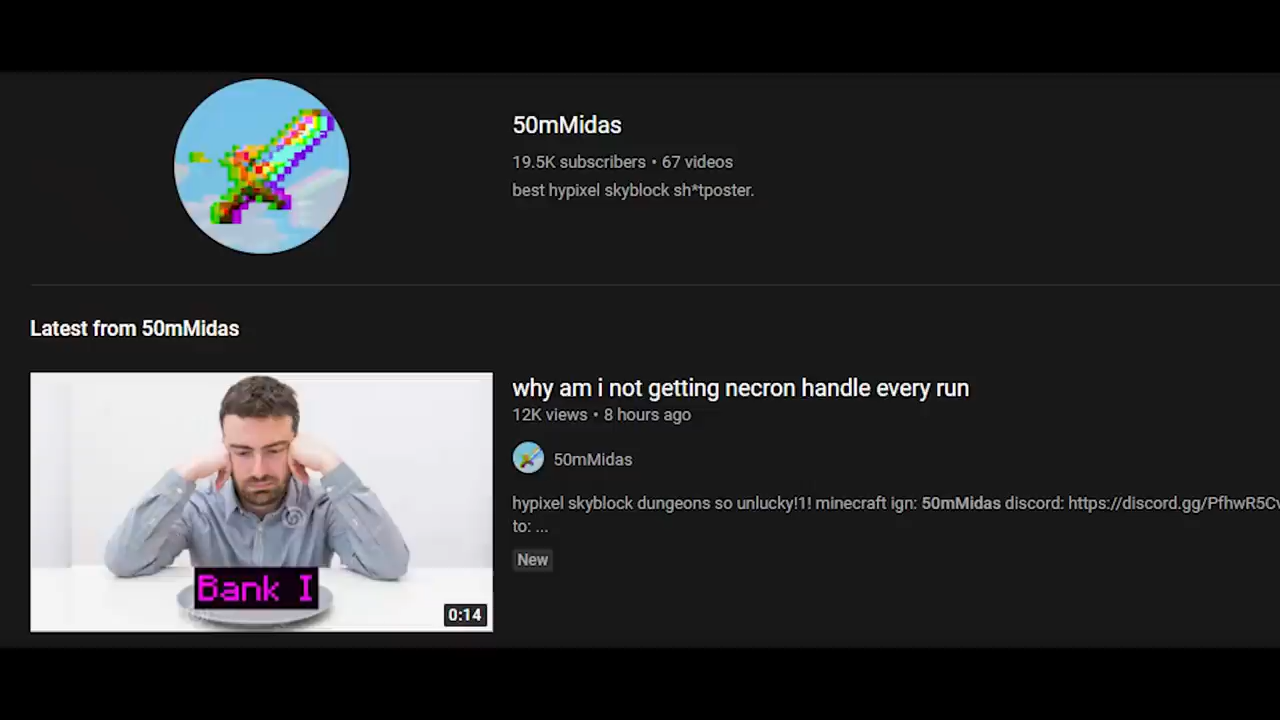 50mMidas
19.5K subscribers • 67 videos
best hypixel skyblock sh*tposter.
Latest from 50mMidas
why am i not getting necron handle every run
12K views • 8 hours ago
50mMidas
hypixel skyblock dungeons so unlucky!1! minecraft ign: 50mMidas discord: https://discord.gg/PfhwR5Cv
to: ...
New
Bank I
0:14